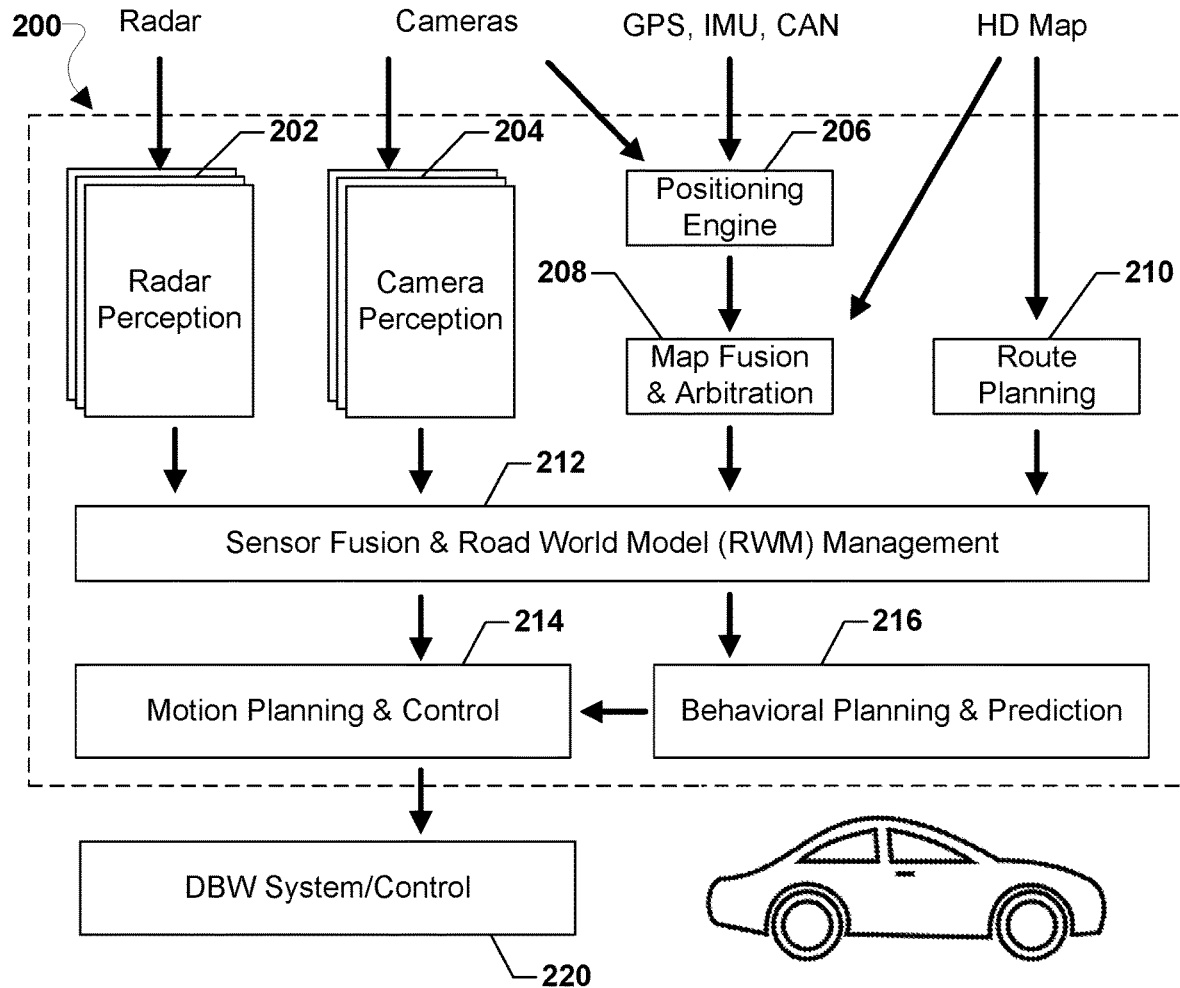 200
Radar
Cameras
GPS, IMU, CAN
HD Map
202
204
206
Positioning
Engine
208
210
Radar
Perception
Camera
Perception
Map Fusion
& Arbitration
Route
Planning
212
Sensor Fusion & Road World Model (RWM) Management
214
216
Motion Planning & Control
Behavioral Planning & Prediction
DBW System/Control
220